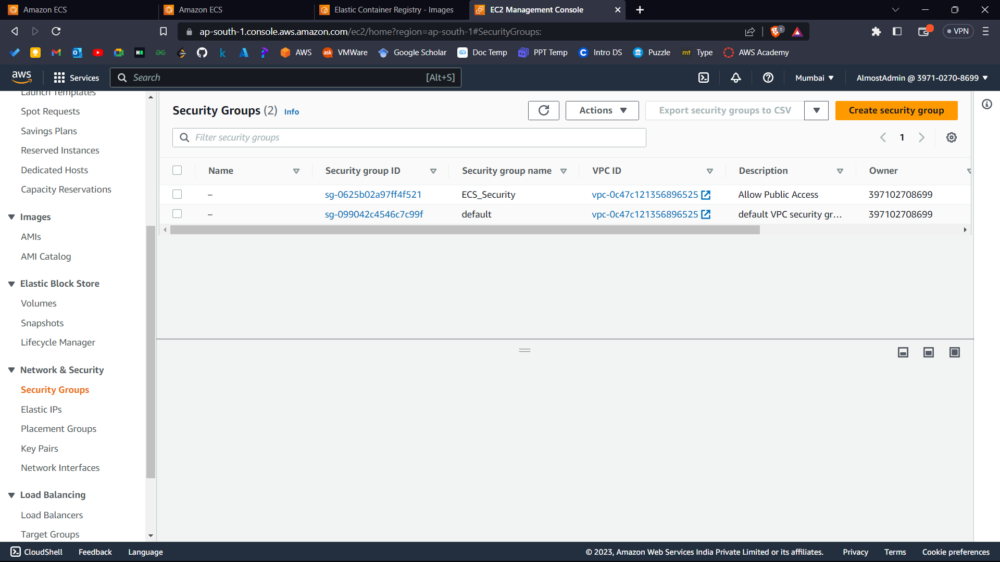 Amazon ECS
Amazon ECS
Elastic Container Registry - Images
EC2 Management Console
ap-south-1.console.aws.amazon.com/ec2/home?region=ap-south-1#SecurityGroups:
1
VPN
AWS
ask
VMWare
Google Scholar
Doc Temp
PPT Temp
Intro DS
Puzzle
mt
Type
AWS Academy
aws
Services
Search
[Alt+S]
Mumbai
AlmostAdmin @ 3971-0270-8699
Launch Templates
Spot Requests
Savings Plans
Reserved Instances
Dedicated Hosts
Capacity Reservations
Images
AMIs
AMI Catalog
Elastic Block Store
Volumes
Snapshots
Lifecycle Manager
Network & Security
Security Groups
Elastic IPs
Placement Groups
Key Pairs
Network Interfaces
Load Balancing
Load Balancers
Target Groups
Security Groups (2) Info
Actions
Export security groups to CSV
Create security group
Filter security groups
1
Name Security group ID Security group name VPC ID Description Owner
– sg-0625b02a97ff4f521 ECS_Security vpc-0c47c121356896525 Allow Public Access 397102708699
– sg-099042c4546c7c99f default vpc-0c47c121356896525 default VPC security gr... 397102708699
CloudShell
Feedback
Language
© 2023, Amazon Web Services India Private Limited or its affiliates.
Privacy
Terms
Cookie preferences